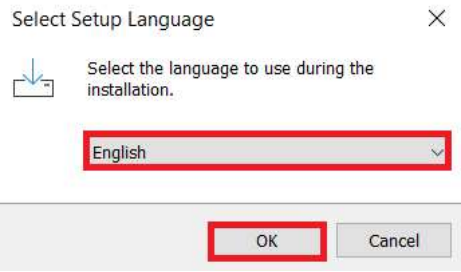 Select Setup Language
Select the language to use during the
installation.
English
OK
Cancel